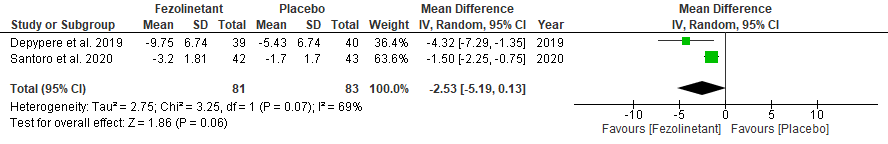 Fezolinetant Placebo Mean Difference Mean Difference
Study or Subgroup Mean SD Total Mean SD Total Weight IV, Random, 95% CI Year IV, Random, 95% CI
Depypere et al. 2019 -9.75 6.74 39 -5.43 6.74 40 36.4% -4.32 [-7.29, -1.35] 2019
Santoro et al. 2020 -3.2 1.81 42 -1.7 1.7 43 63.6% -1.50 [-2.25, -0.75] 2020
Total (95% CI) 81 83 100.0% -2.53 [-5.19, 0.13]
Heterogeneity: Tau² = 2.75; Chi² = 3.25, df = 1 (P = 0.07); I² = 69%
Test for overall effect: Z = 1.86 (P = 0.06)
-10 -5 0 5 10
Favours [Fezolinetant] Favours [Placebo]